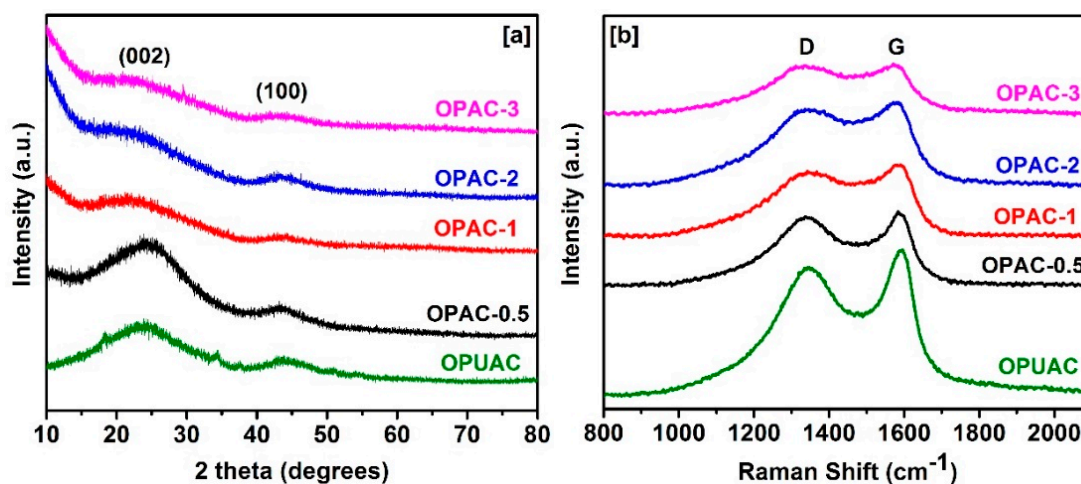 [a]
(002)
(100)
OPAC-3
OPAC-2
OPAC-1
OPAC-0.5
OPUAC
Intensity (a.u.)
10 20 30 40 50 60 70 80
2 theta (degrees)
[b]
D G
OPAC-3
OPAC-2
OPAC-1
OPAC-0.5
OPUAC
Intensity (a.u.)
800 1000 1200 1400 1600 1800 2000
Raman Shift (cm⁻¹)